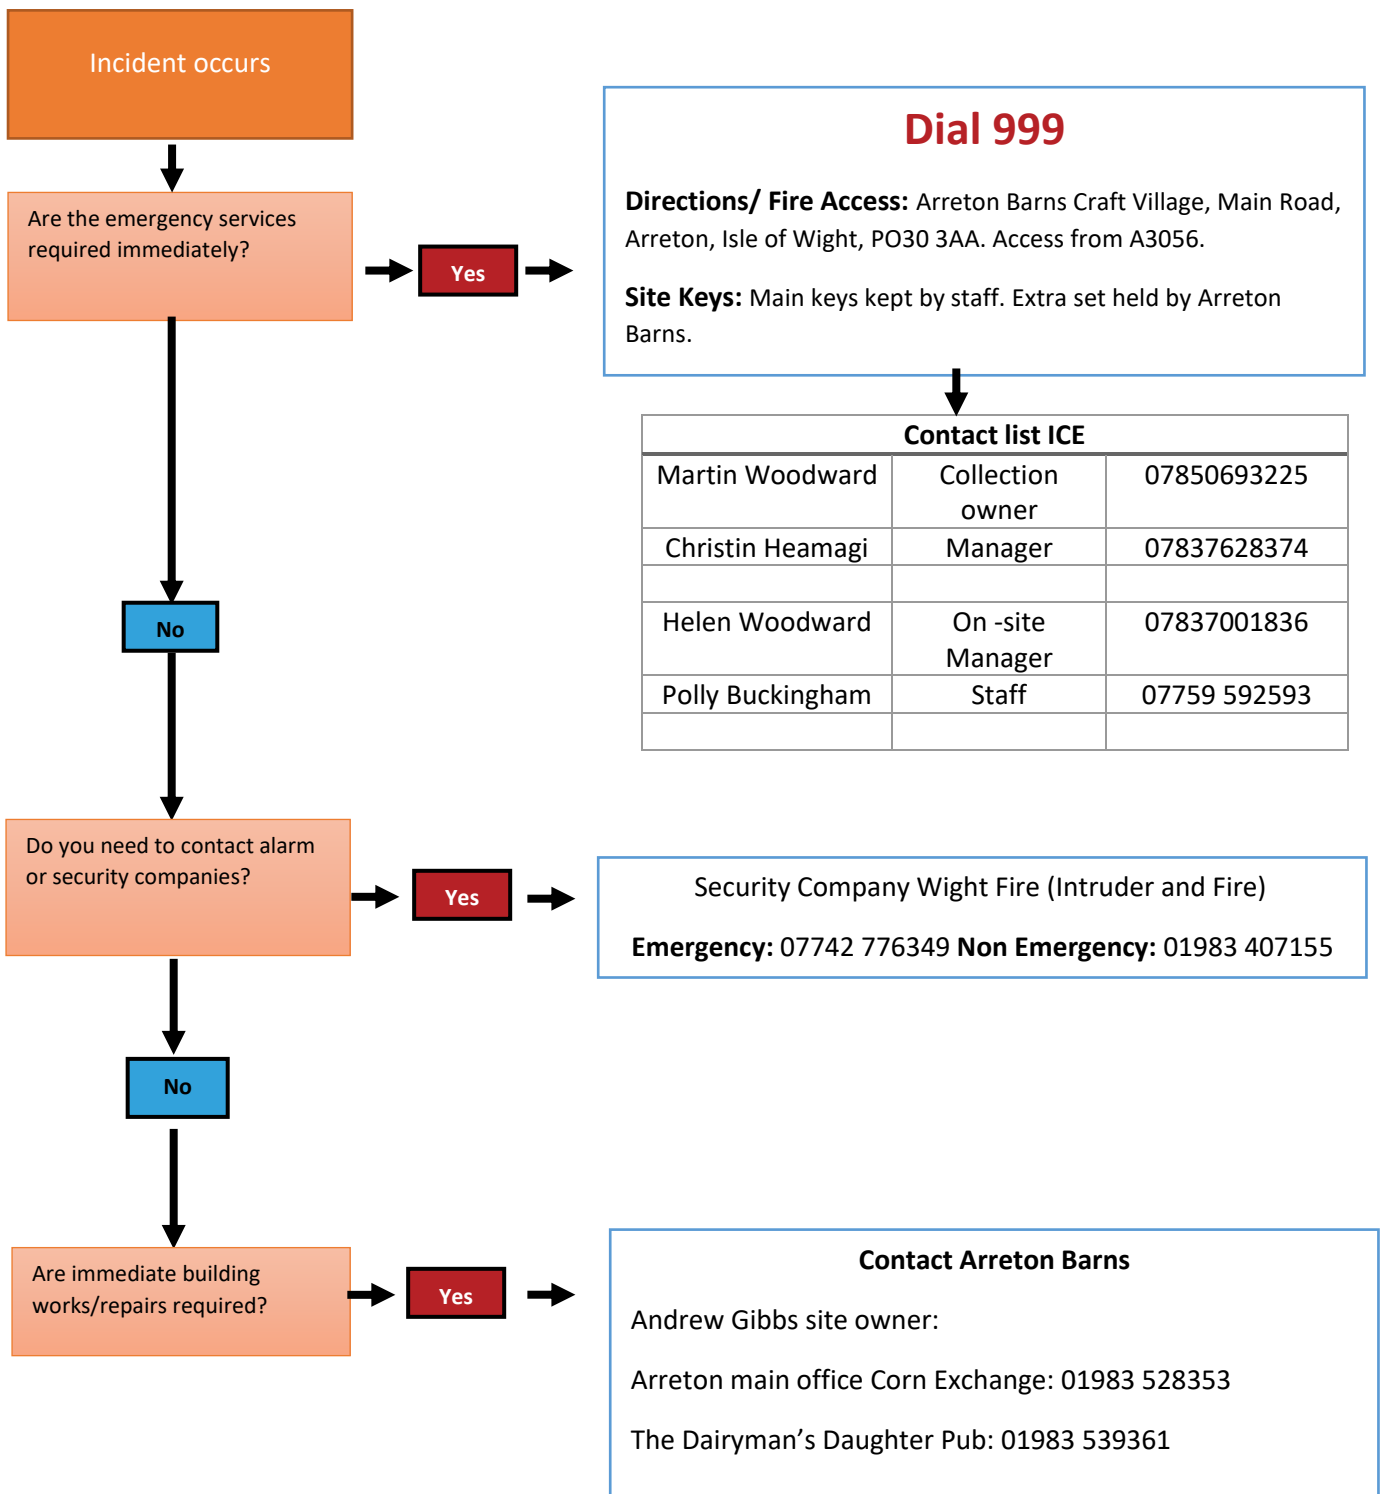 Incident occurs
Are the emergency services
required immediately?
Yes
Dial 999
Directions/ Fire Access: Arreton Barns Craft Village, Main Road,
Arreton, Isle of Wight, PO30 3AA. Access from A3056.
Site Keys: Main keys kept by staff. Extra set held by Arreton
Barns.
Contact list ICE
Martin Woodward Collection 07850693225
owner
Christin Heamagi Manager 07837628374
Helen Woodward On -site 07837001836
Manager
Polly Buckingham Staff 07759 592593
No
Do you need to contact alarm
or security companies?
Yes
Security Company Wight Fire (Intruder and Fire)
Emergency: 07742 776349 Non Emergency: 01983 407155
No
Are immediate building
works/repairs required?
Yes
Contact Arreton Barns
Andrew Gibbs site owner:
Arreton main office Corn Exchange: 01983 528353
The Dairyman’s Daughter Pub: 01983 539361